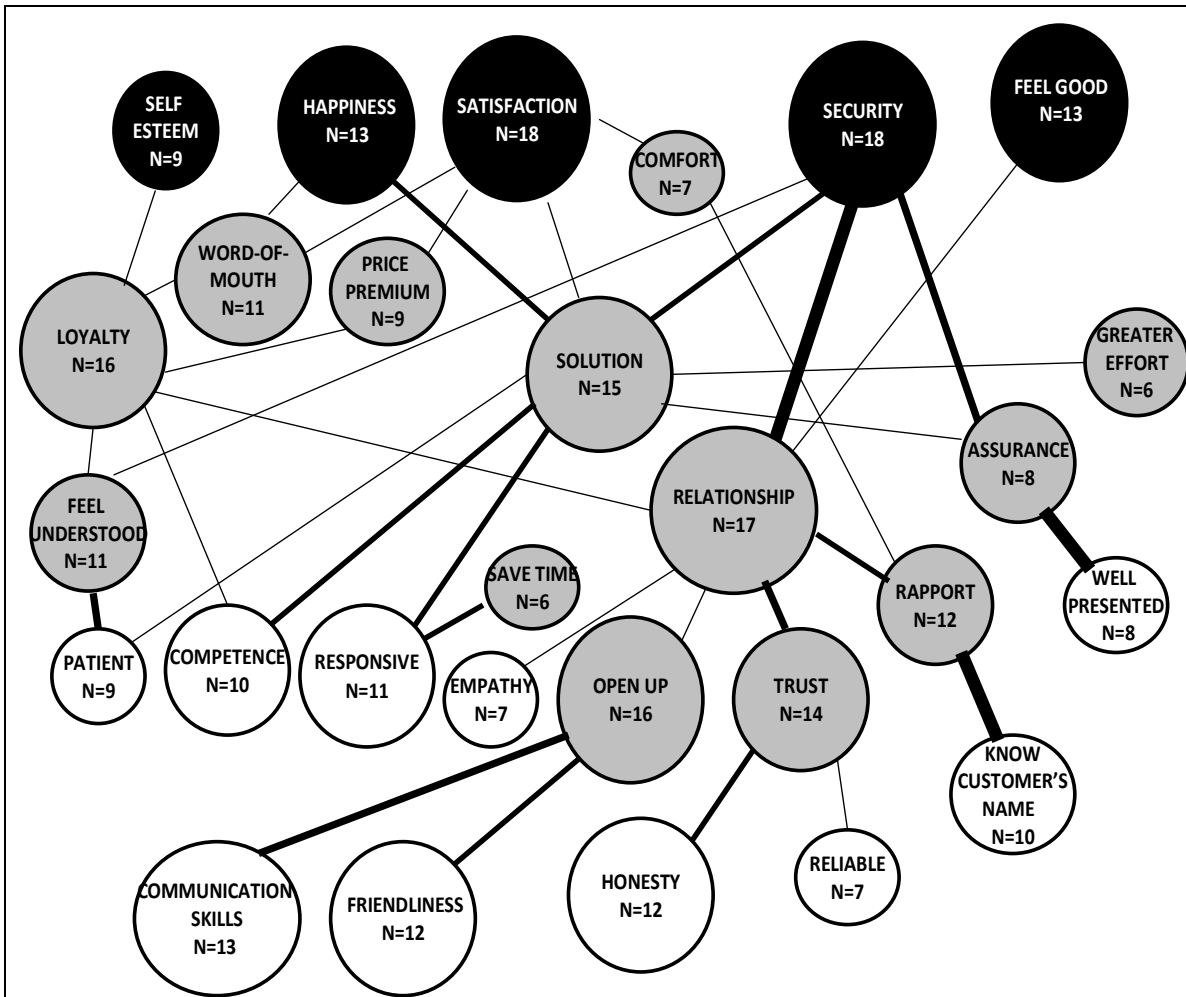 SELF
ESTEEM
N=9
HAPPINESS
N=13
SATISFACTION
N=18
COMFORT
N=7
SECURITY
N=18
FEEL GOOD
N=13
WORD-OF-
MOUTH
N=11
PRICE
PREMIUM
N=9
LOYALTY
N=16
SOLUTION
N=15
GREATER
EFFORT
N=6
ASSURANCE
N=8
RELATIONSHIP
N=17
FEEL
UNDERSTOOD
N=11
SAVE TIME
N=6
RAPPORT
N=12
WELL
PRESENTED
N=8
PATIENT
N=9
COMPETENCE
N=10
RESPONSIVE
N=11
EMPATHY
N=7
OPEN UP
N=16
TRUST
N=14
KNOW
CUSTOMER'S
NAME
N=10
COMMUNICATION
SKILLS
N=13
FRIENDLINESS
N=12
HONESTY
N=12
RELIABLE
N=7